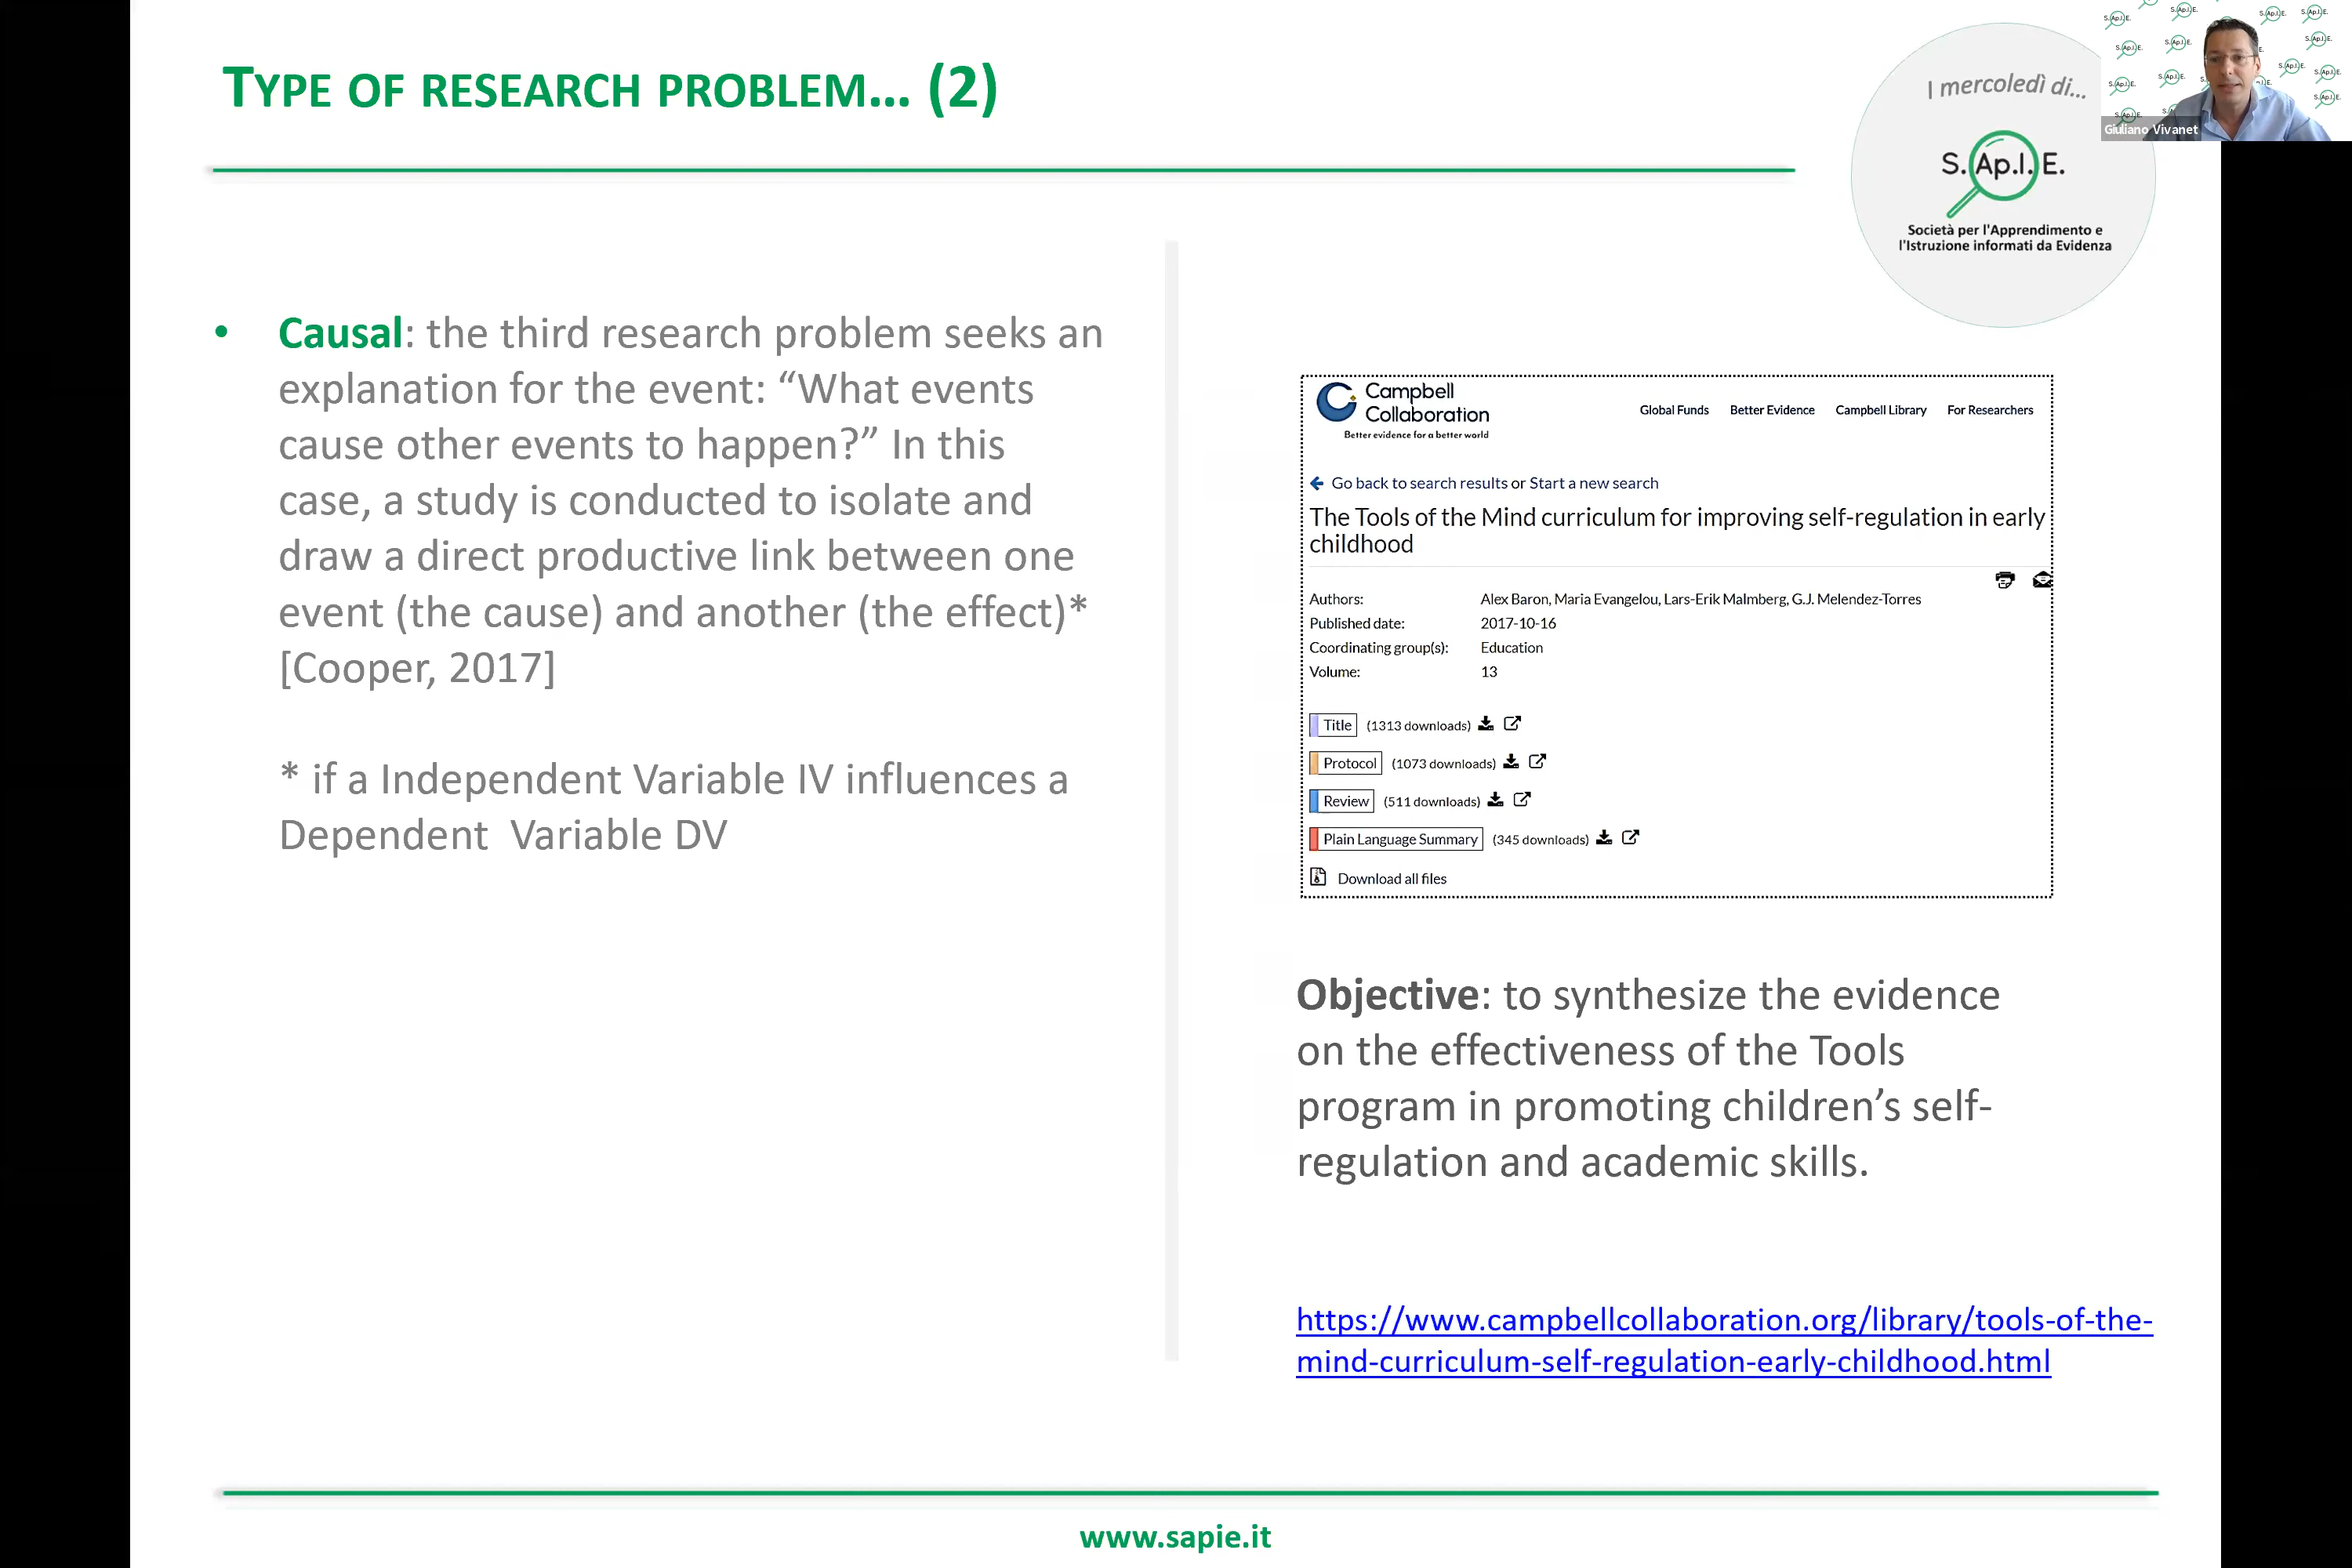 TYPE OF RESEARCH PROBLEM... (2)
I mercoledì di...
S.Ap.I.E.
Società per l'Apprendimento e
l'Istruzione informati da Evidenza
Giuliano Vivanet
• Causal: the third research problem seeks an
explanation for the event: “What events
cause other events to happen?” In this
case, a study is conducted to isolate and
draw a direct productive link between one
event (the cause) and another (the effect)*
[Cooper, 2017]
* if a Independent Variable IV influences a
Dependent Variable DV
Campbell
Collaboration
Better evidence for a better world
Global Funds Better Evidence Campbell Library For Researchers
Go back to search results or Start a new search
The Tools of the Mind curriculum for improving self-regulation in early
childhood
Authors: Alex Baron, Maria Evangelou, Lars-Erik Malmberg, G.J. Melendez-Torres
Published date: 2017-10-16
Coordinating group(s): Education
Volume: 13
Title (1313 downloads)
Protocol (1073 downloads)
Review (511 downloads)
Plain Language Summary (345 downloads)
Download all files
Objective: to synthesize the evidence
on the effectiveness of the Tools
program in promoting children’s self-
regulation and academic skills.
https://www.campbellcollaboration.org/library/tools-of-the-
mind-curriculum-self-regulation-early-childhood.html
www.sapie.it